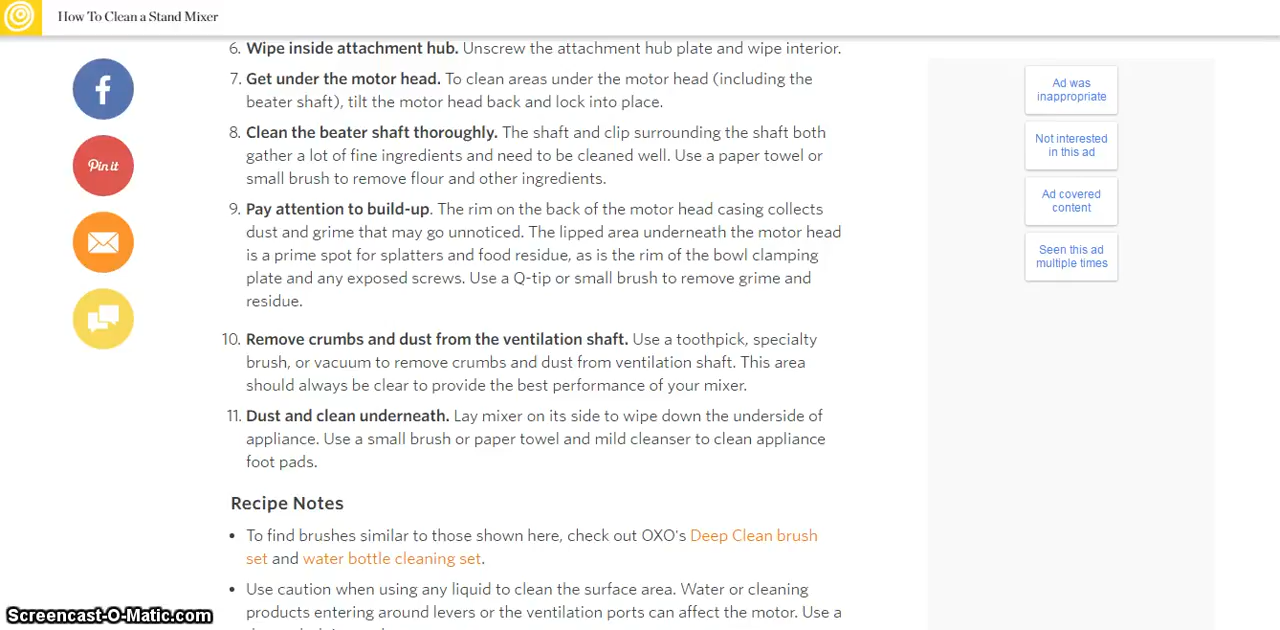 How To Clean a Stand Mixer
6. Wipe inside attachment hub. Unscrew the attachment hub plate and wipe interior.
7. Get under the motor head. To clean areas under the motor head (including the
beater shaft), tilt the motor head back and lock into place.
8. Clean the beater shaft thoroughly. The shaft and clip surrounding the shaft both
gather a lot of fine ingredients and need to be cleaned well. Use a paper towel or
small brush to remove flour and other ingredients.
9. Pay attention to build-up. The rim on the back of the motor head casing collects
dust and grime that may go unnoticed. The lipped area underneath the motor head
is a prime spot for splatters and food residue, as is the rim of the bowl clamping
plate and any exposed screws. Use a Q-tip or small brush to remove grime and
residue.
10. Remove crumbs and dust from the ventilation shaft. Use a toothpick, specialty
brush, or vacuum to remove crumbs and dust from ventilation shaft. This area
should always be clear to provide the best performance of your mixer.
11. Dust and clean underneath. Lay mixer on its side to wipe down the underside of
appliance. Use a small brush or paper towel and mild cleanser to clean appliance
foot pads.
Recipe Notes
• To find brushes similar to those shown here, check out OXO's Deep Clean brush
set and water bottle cleaning set.
• Use caution when using any liquid to clean the surface area. Water or cleaning
products entering around levers or the ventilation ports can affect the motor. Use a
Pin it
Ad was
inappropriate
Not interested
in this ad
Ad covered
content
Seen this ad
multiple times
Screencast-O-Matic.com